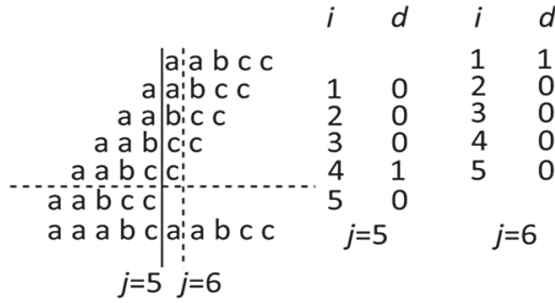 i d i d
a a b c c 1 1
a a b c c 1 0 2 0
a a b c c 2 0 3 0
a a b c c 3 0 4 0
a a b c c 4 1 5 0
a a b c c 5 0
a a a b c a a b c c j=5 j=6
j=5 j=6